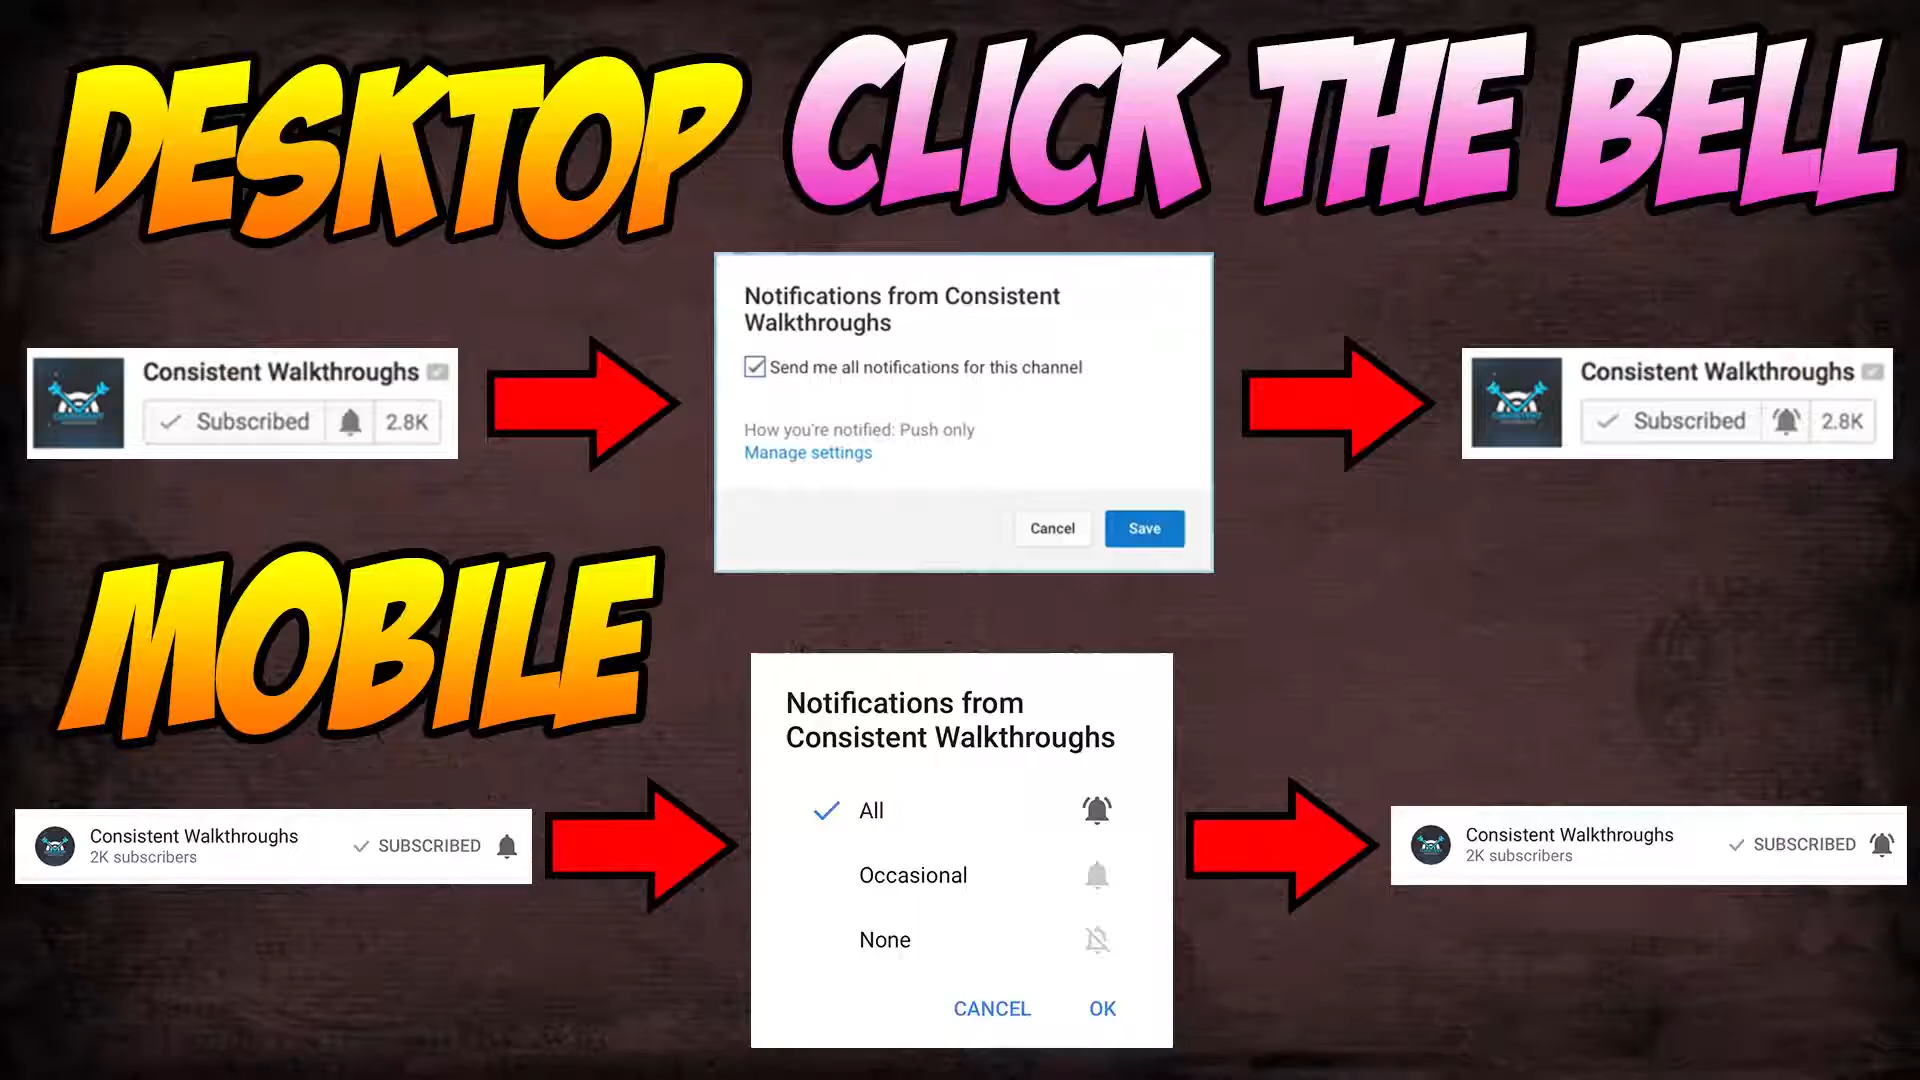 DESKTOP CLICK THE BELL
Consistent Walkthroughs
Subscribed 2.8K
Notifications from Consistent
Walkthroughs
Send me all notifications for this channel
How you're notified: Push only
Manage settings
Cancel Save
Consistent Walkthroughs
Subscribed 2.8K
MOBILE
Consistent Walkthroughs
2K subscribers
SUBSCRIBED
Notifications from
Consistent Walkthroughs
All
Occasional
None
CANCEL OK
Consistent Walkthroughs
2K subscribers
SUBSCRIBED